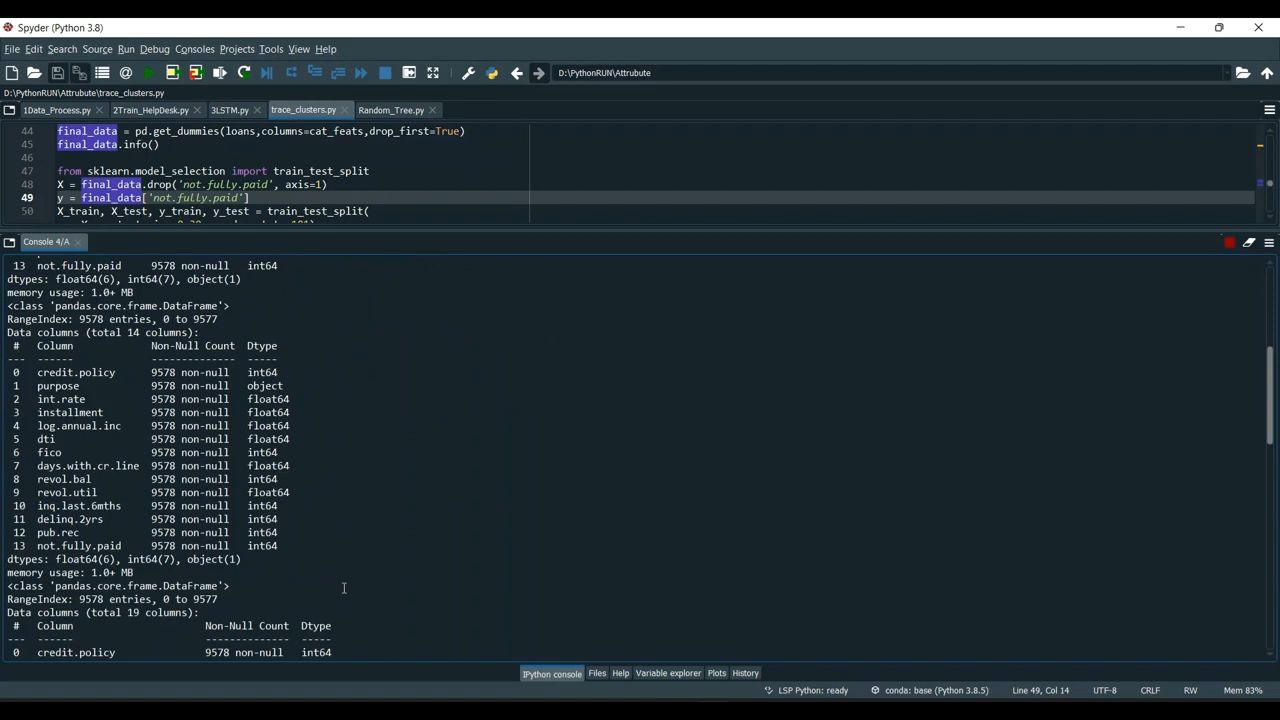 Spyder (Python 3.8)
File Edit Search Source Run Debug Consoles Projects Tools View Help
D:\PythonRUN\Attrubute
D:\PythonRUN\Attrubute\trace_clusters.py
1Data_Process.py 2Train_HelpDesk.py 3LSTM.py trace_clusters.py Random_Tree.py
44 final_data = pd.get_dummies(loans,columns=cat_feats,drop_first=True)
45 final_data.info()
46
47 from sklearn.model_selection import train_test_split
48 X = final_data.drop('not.fully.paid', axis=1)
49 y = final_data['not.fully.paid']
50 X_train, X_test, y_train, y_test = train_test_split(
Console 4/A
13 not.fully.paid 9578 non-null int64
dtypes: float64(6), int64(7), object(1)
memory usage: 1.0+ MB
<class 'pandas.core.frame.DataFrame'>
RangeIndex: 9578 entries, 0 to 9577
Data columns (total 14 columns):
# Column Non-Null Count Dtype
--- ------ -------------- -----
0 credit.policy 9578 non-null int64
1 purpose 9578 non-null object
2 int.rate 9578 non-null float64
3 installment 9578 non-null float64
4 log.annual.inc 9578 non-null float64
5 dti 9578 non-null float64
6 fico 9578 non-null int64
7 days.with.cr.line 9578 non-null float64
8 revol.bal 9578 non-null int64
9 revol.util 9578 non-null float64
10 inq.last.6mths 9578 non-null int64
11 delinq.2yrs 9578 non-null int64
12 pub.rec 9578 non-null int64
13 not.fully.paid 9578 non-null int64
dtypes: float64(6), int64(7), object(1)
memory usage: 1.0+ MB
<class 'pandas.core.frame.DataFrame'>
RangeIndex: 9578 entries, 0 to 9577
Data columns (total 19 columns):
# Column Non-Null Count Dtype
--- ------ -------------- -----
0 credit.policy 9578 non-null int64
IPython console Files Help Variable explorer Plots History
LSP Python: ready conda: base (Python 3.8.5) Line 49, Col 14 UTF-8 CRLF RW Mem 83%